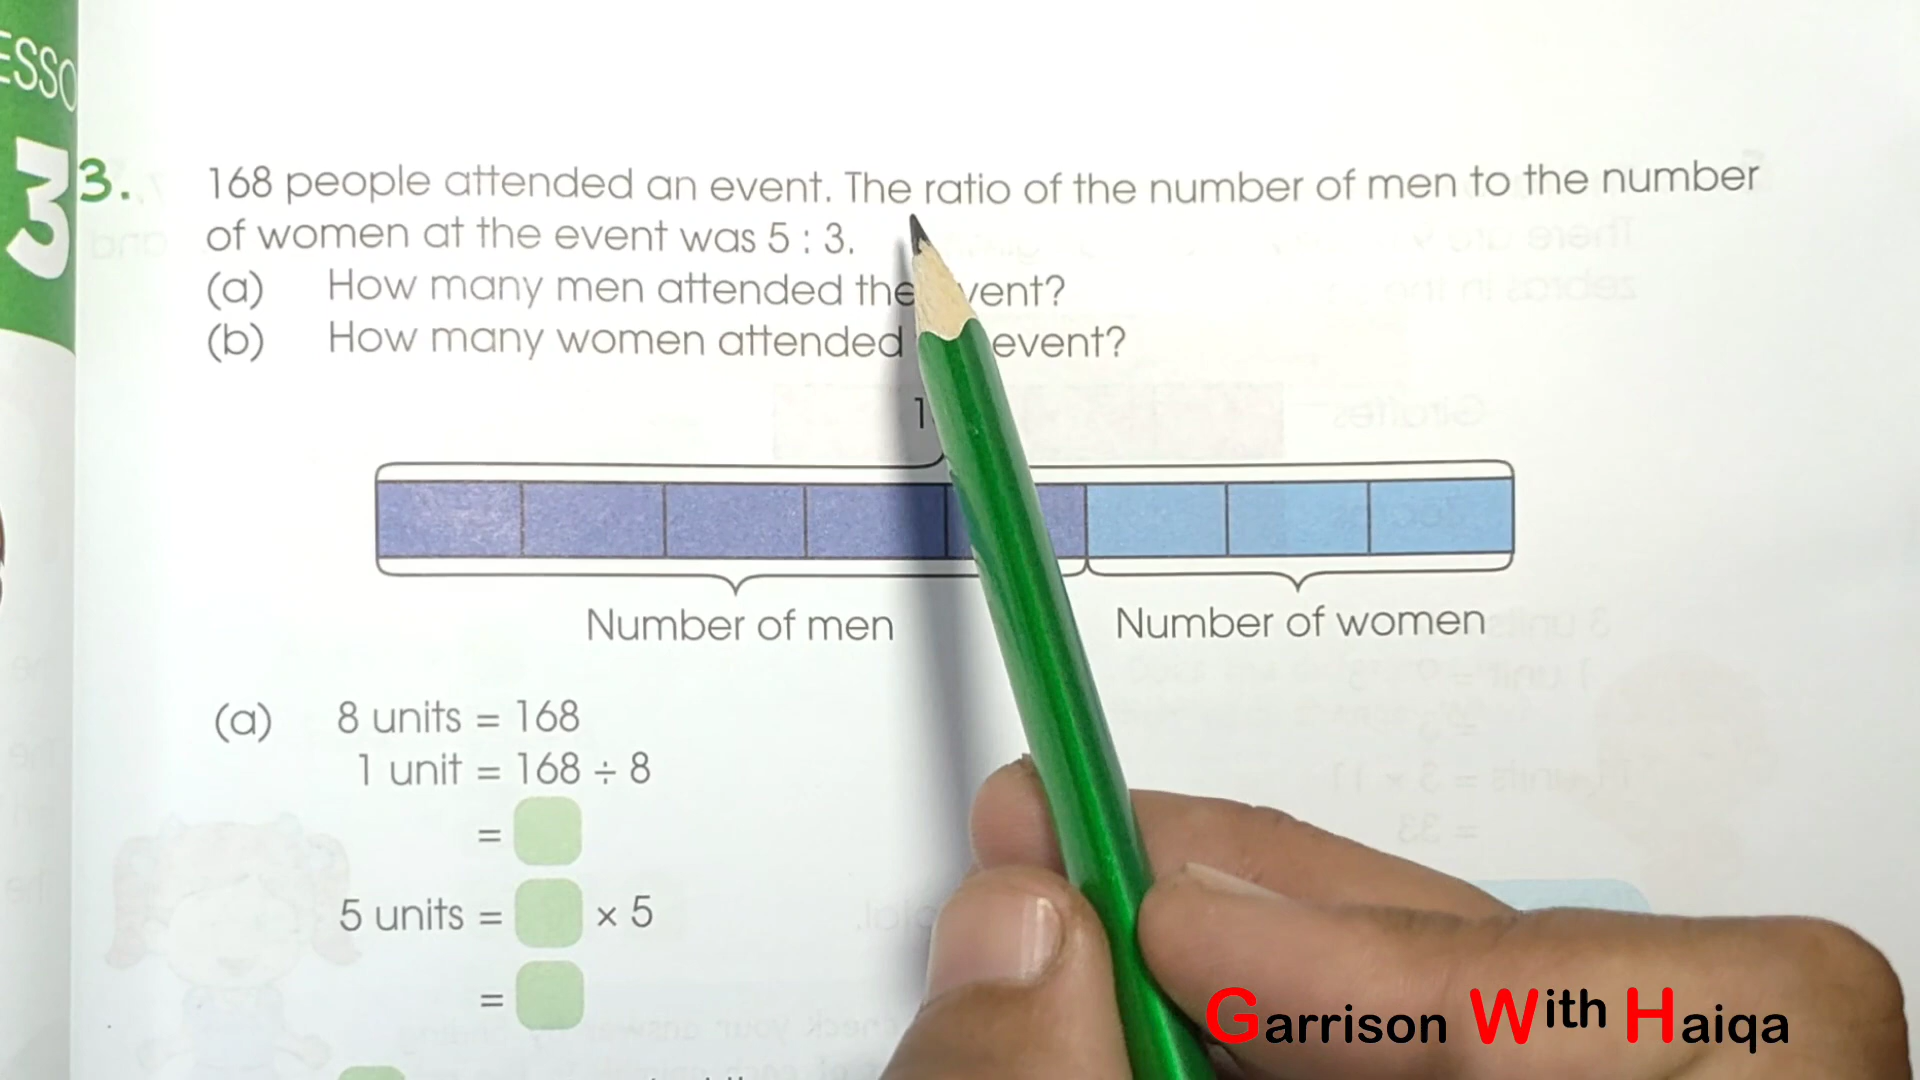 ESSO
3
3.
168 people attended an event. The ratio of the number of men to the number
of women at the event was 5 : 3.
(a) How many men attended the vent?
(b) How many women attended event?
1
Number of men Number of women
(a) 8 units = 168
1 unit = 168 ÷ 8
=
5 units = × 5
=
Garrison With Haiqa